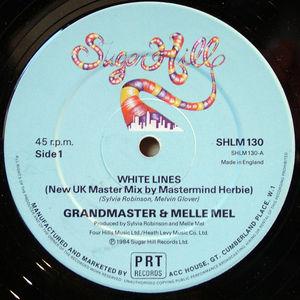 Sugar Hill
45 r.p.m.
Side 1
SHLM 130
SHLM 130-A
Made in England
WHITE LINES
(New UK Master Mix by Mastermind Herbie)
(Sylvia Robinson, Melvin Glover)
GRANDMASTER & MELLE MEL
Produced by Sylvia Robinson and Melle Mel
Four Hills Music Ltd./Heath Levy Music Co. Ltd.
℗ 1984 Sugar Hill Records Ltd.
MANUFACTURED AND MARKETED BY PRT RECORDS ACC HOUSE, GT. CUMBERLAND PLACE, W.1